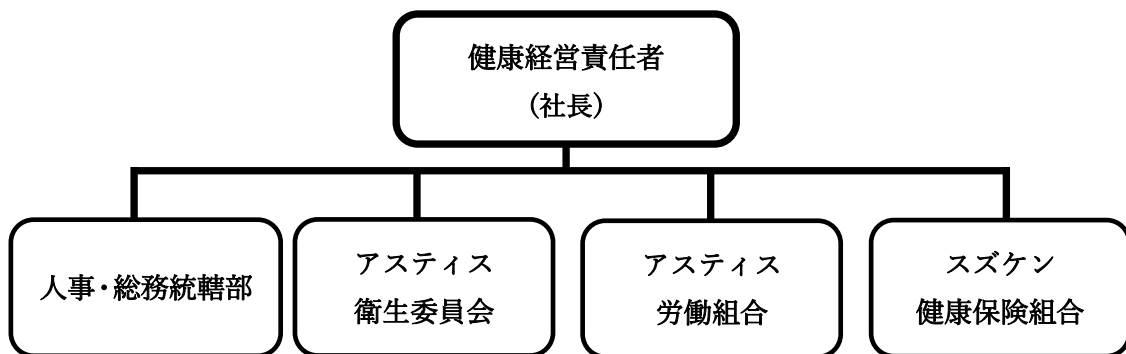 健康経営責任者
（社長）
人事・総務統轄部
アスティス
衛生委員会
アスティス
労働組合
スズケン
健康保険組合